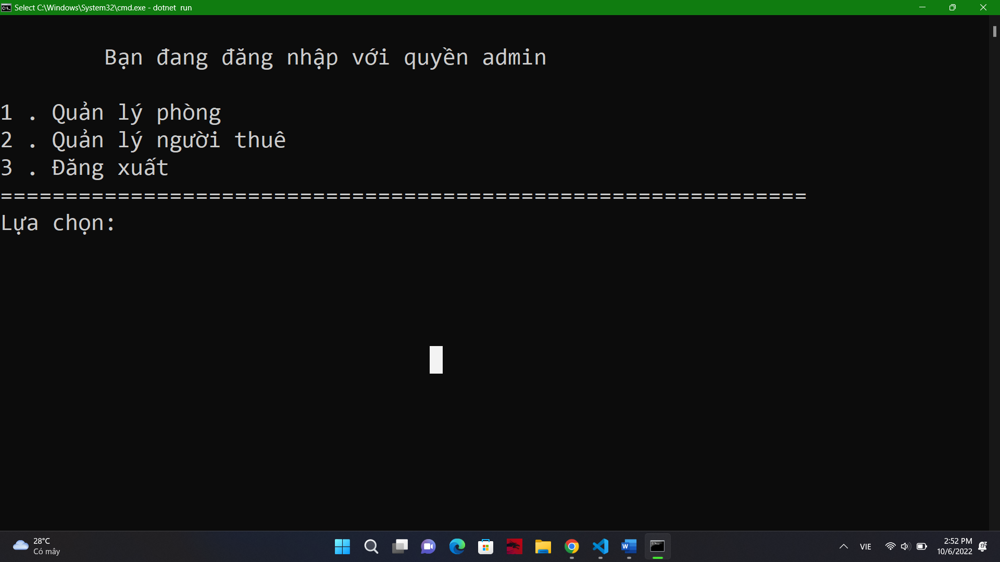 Select C:\Windows\System32\cmd.exe - dotnet  run
Bạn đang đăng nhập với quyền admin
1 . Quản lý phòng
2 . Quản lý người thuê
3 . Đăng xuất
==============================================================
Lựa chọn:
28°C
Có mây
VIE
2:52 PM
10/6/2022